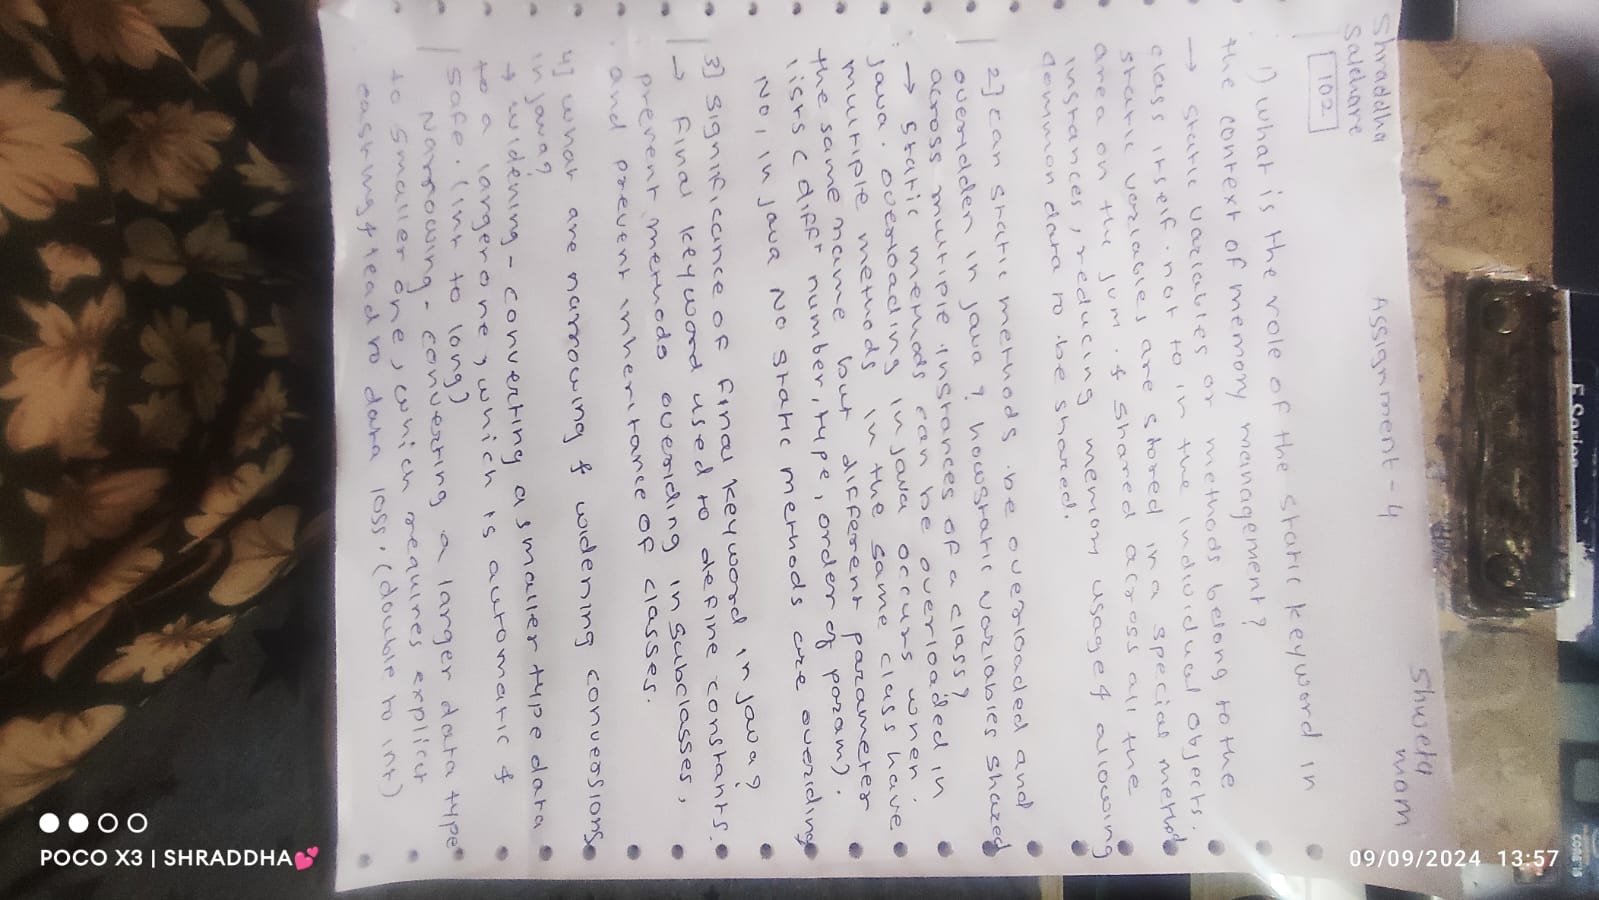 Shraddha
Saldhore
102
Assignment - 4
Shweta
mam
1) what is the role of the static keyword in
the context of memory management?
→ static variables or methods belong to the
class itself. not to in the individual objects.
static variables are stored in a special method
area on the jvm. & shared across all the
instances, reducing memory usage & allowing
common data to be shared.
2] can static methods be overloaded and
overridden in java? how static variables shared
across multiple instances of a class?
→ static methods can be overloaded in
java. overloading in java occurs when
multiple methods in the same class have
the same name but different parameter
lists (diff number, type, order of param).
No, in java No static methods are overiding
3] Significance of final keyword in java?
→ Final keyword used to define constants.
prevent methods overiding in subclasses,
and prevent inheritance of classes.
4] what are narrowing & widening conversions
in java?
→ widening - converting a smaller type data
to a larger one, which is automatic &
safe. (int to long)
Narrowing - converting a larger data type
to smaller one, which requires explict
casting & lead to data loss. (double to int)
POCO X3 | SHRADDHA💕
09/09/2024 13:57
CORE i5